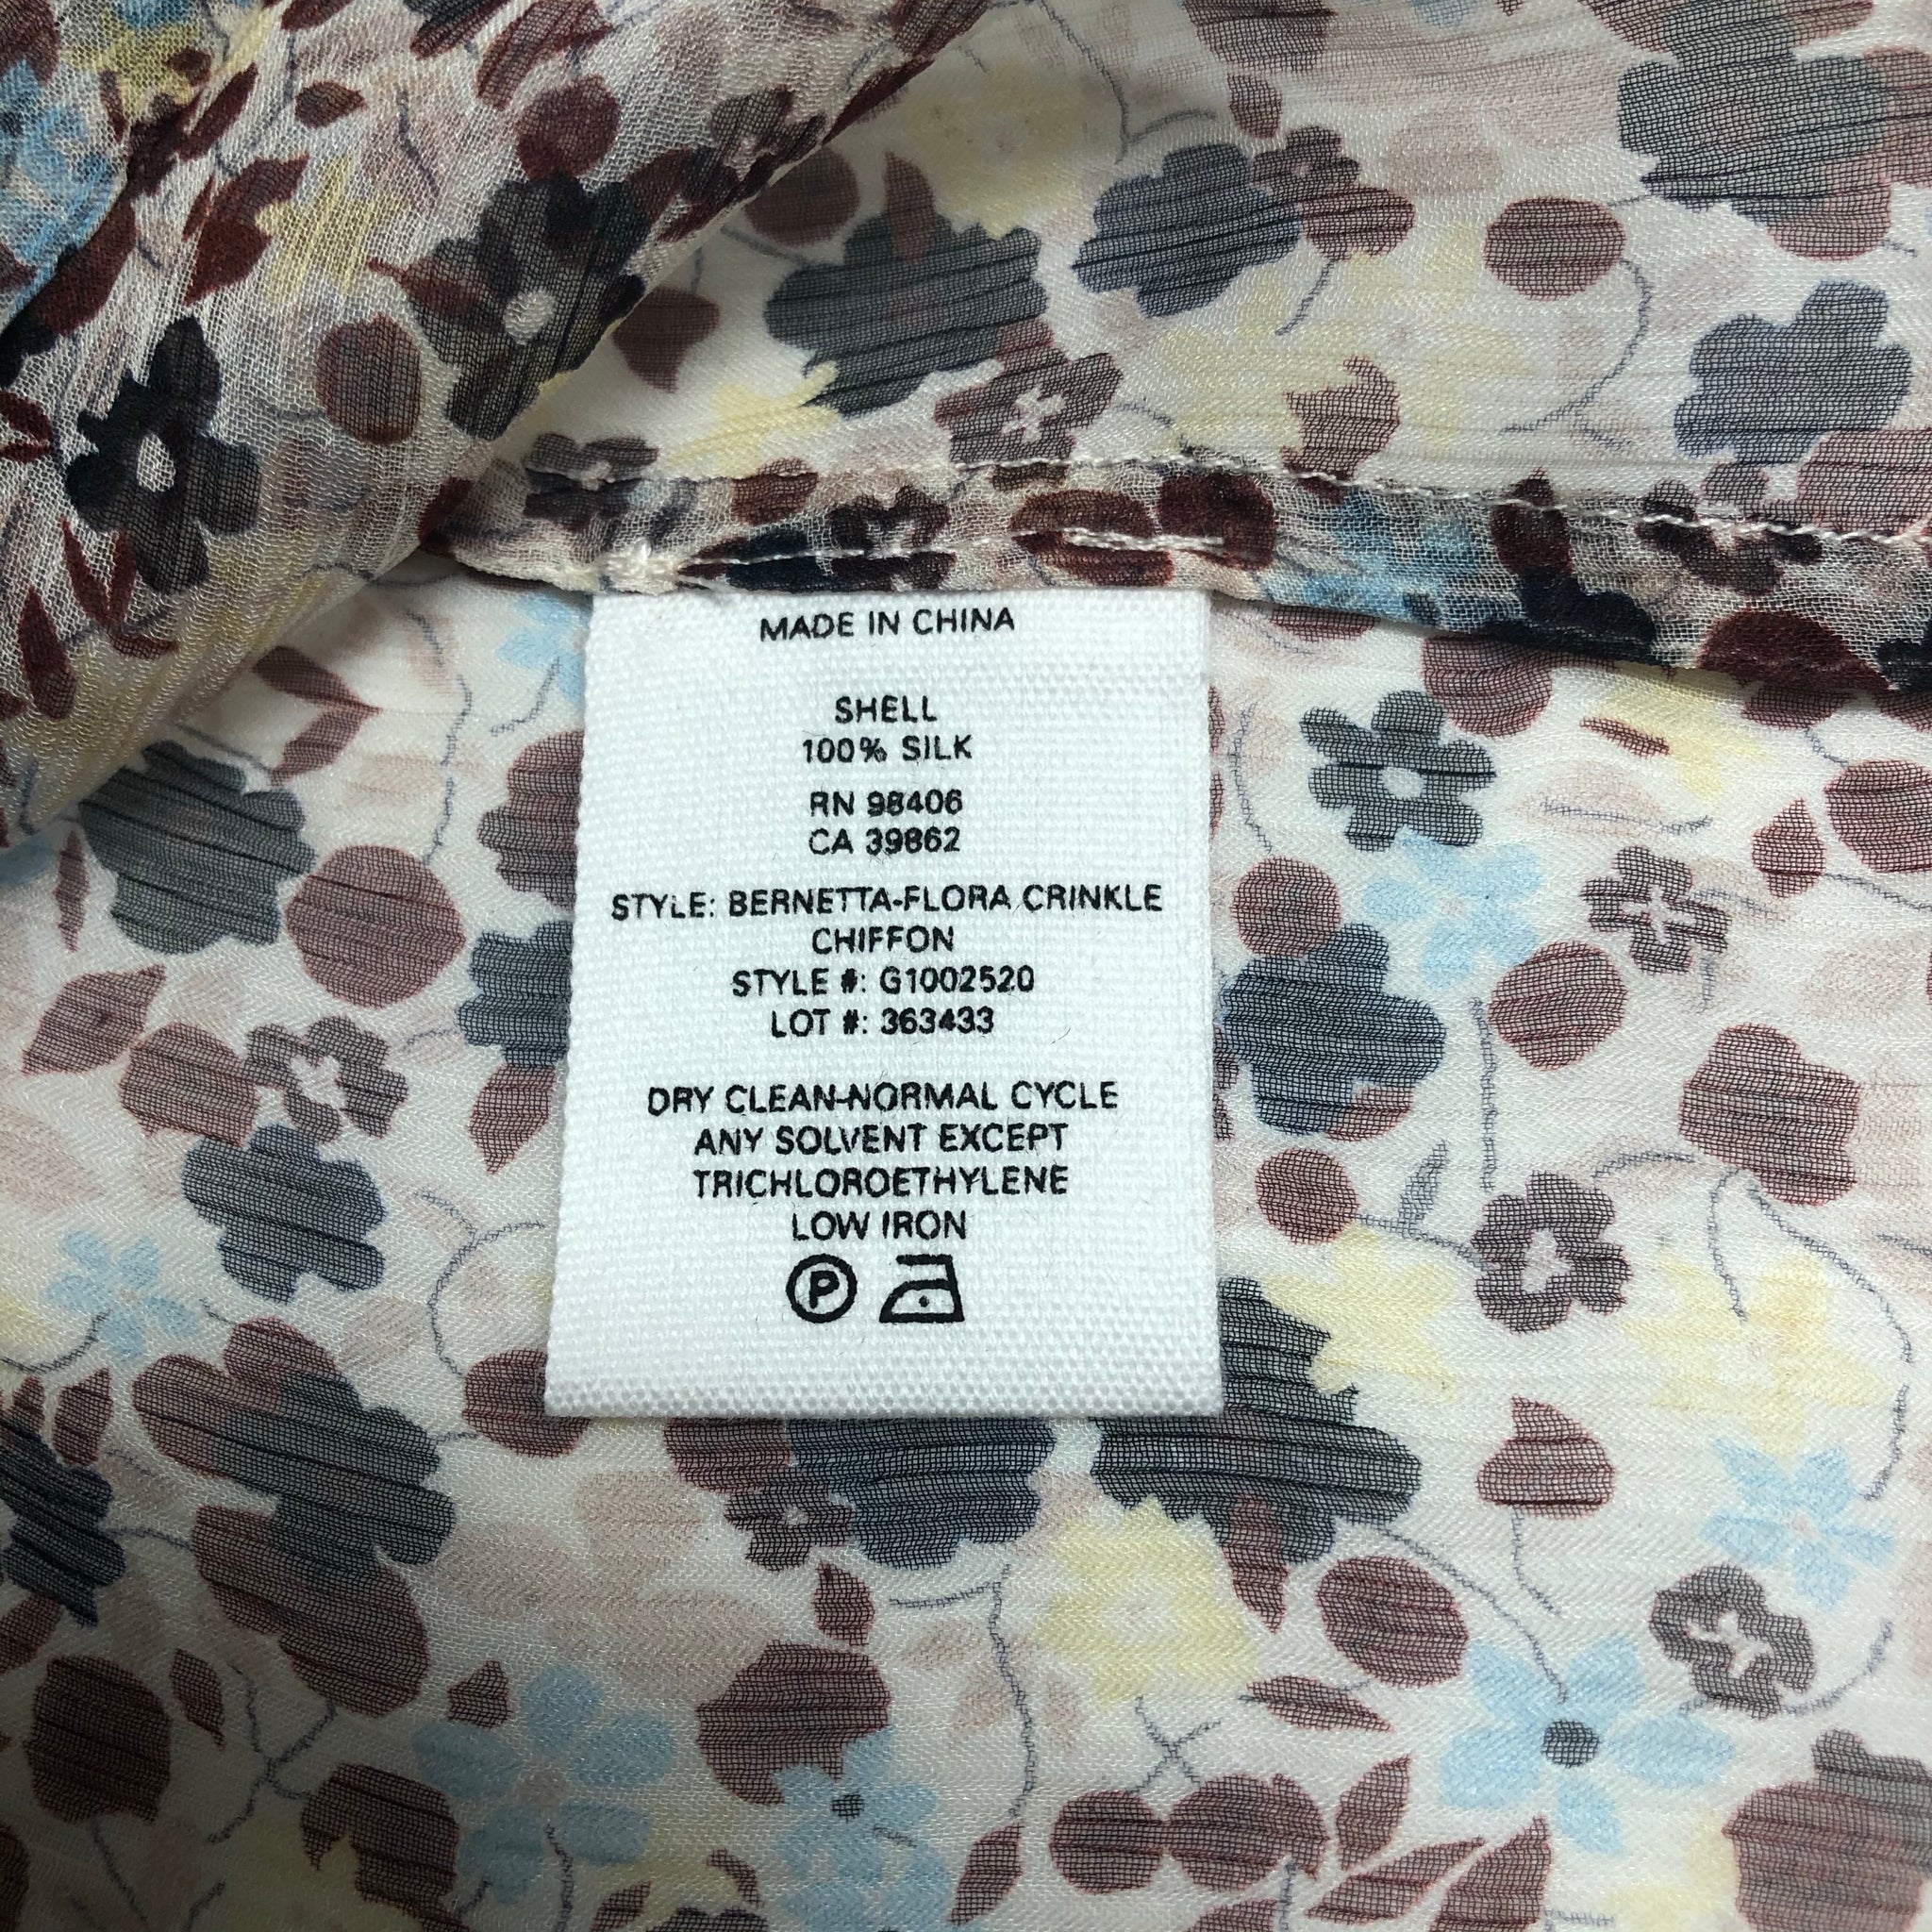 MADE IN CHINA
SHELL
100% SILK
RN 98406
CA 39862
STYLE: BERNETTA-FLORA CRINKLE
CHIFFON
STYLE #: G1002520
LOT #: 363433
DRY CLEAN-NORMAL CYCLE
ANY SOLVENT EXCEPT
TRICHLOROETHYLENE
LOW IRON
P